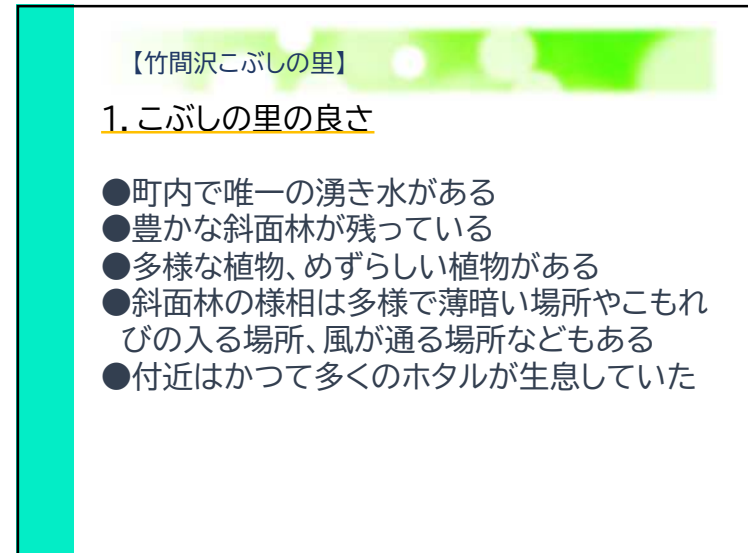 【竹間沢こぶしの里】
1.こぶしの里の良さ
●町内で唯一の湧き水がある
●豊かな斜面林が残っている
●多様な植物、めずらしい植物がある
●斜面林の様相は多様で薄暗い場所やこもれ
びの入る場所、風が通る場所などもある
●付近はかつて多くのホタルが生息していた